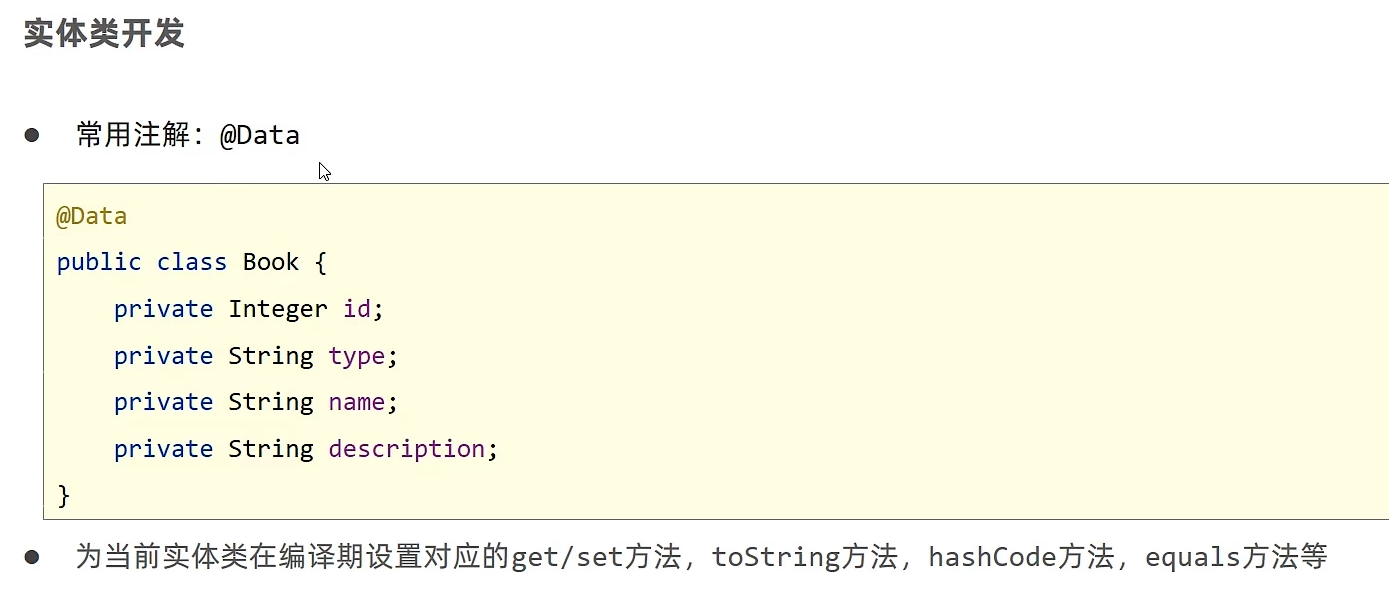 实体类开发
● 常用注解：@Data
@Data
public class Book {
    private Integer id;
    private String type;
    private String name;
    private String description;
}
● 为当前实体类在编译期设置对应的get/set方法，toString方法，hashCode方法，equals方法等